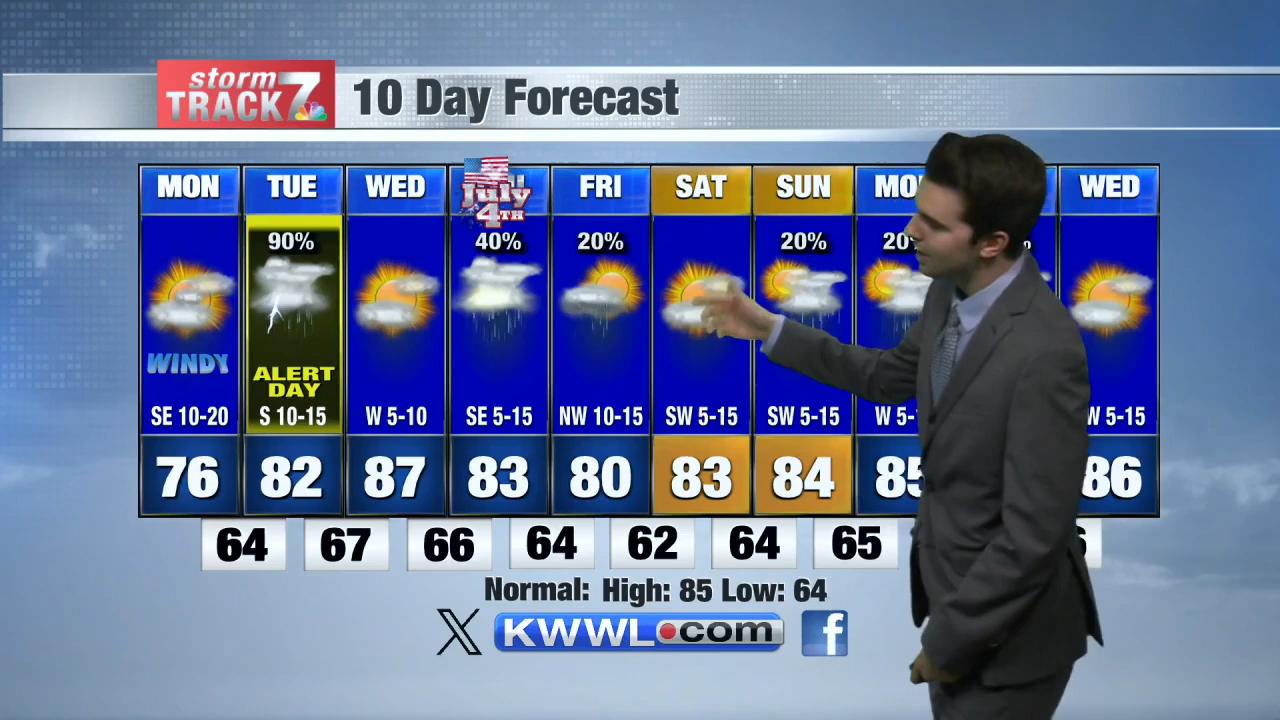 storm
TRACK 7
10 Day Forecast
MON TUE WED July 4TH FRI SAT SUN WED
90% 40% 20% 20%
WINDY
ALERT
DAY
SE 10-20 S 10-15 W 5-10 SE 5-15 NW 10-15 SW 5-15 SW 5-15
76 82 87 83 80 83 84 86
64 67 66 64 62 64 65
Normal: High: 85 Low: 64
X KWWL.com f